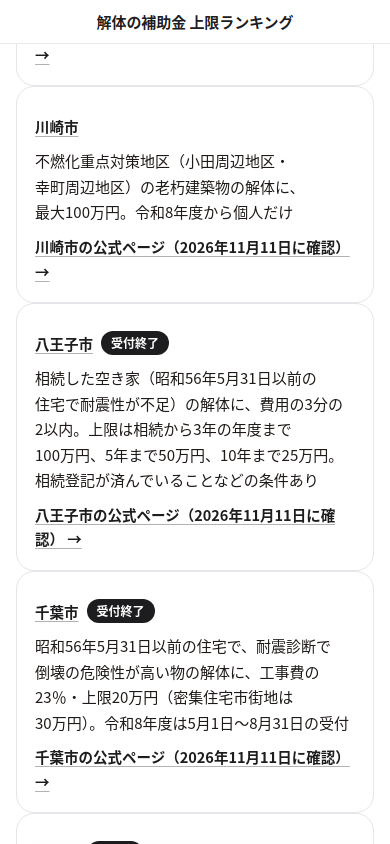 解体の補助金 上限ランキング
→
川崎市
不燃化重点対策地区（小田周辺地区・
幸町周辺地区）の老朽建築物の解体に、
最大100万円。令和8年度から個人だけ
川崎市の公式ページ（2026年11月11日に確認）
→
八王子市 受付終了
相続した空き家（昭和56年5月31日以前の
住宅で耐震性が不足）の解体に、費用の3分の
2以内。上限は相続から3年の年度まで
100万円、5年まで50万円、10年まで25万円。
相続登記が済んでいることなどの条件あり
八王子市の公式ページ（2026年11月11日に確
認） →
千葉市 受付終了
昭和56年5月31日以前の住宅で、耐震診断で
倒壊の危険性が高い物の解体に、工事費の
23％・上限20万円（密集住宅市街地は
30万円）。令和8年度は5月1日〜8月31日の受付
千葉市の公式ページ（2026年11月11日に確認）
→